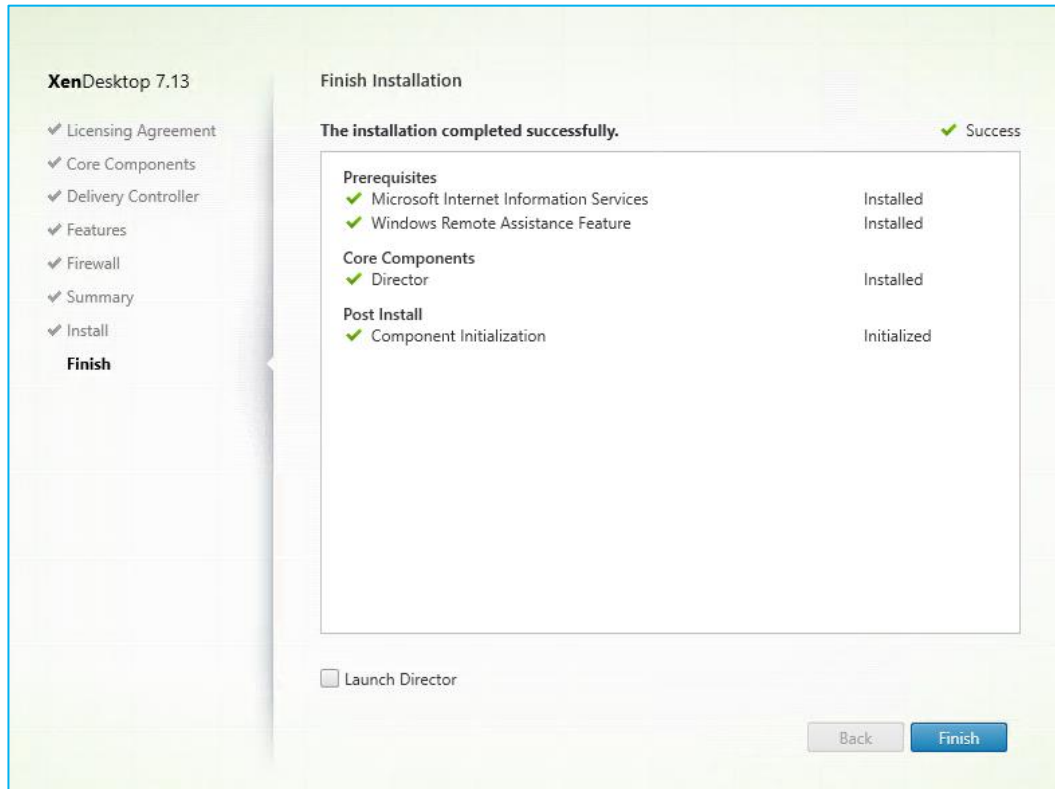 XenDesktop 7.13
Licensing Agreement
Core Components
Delivery Controller
Features
Firewall
Summary
Install
Finish
Finish Installation
The installation completed successfully.
Success
Prerequisites
Microsoft Internet Information Services Installed
Windows Remote Assistance Feature Installed
Core Components
Director Installed
Post Install
Component Initialization Initialized
Launch Director
Back Finish